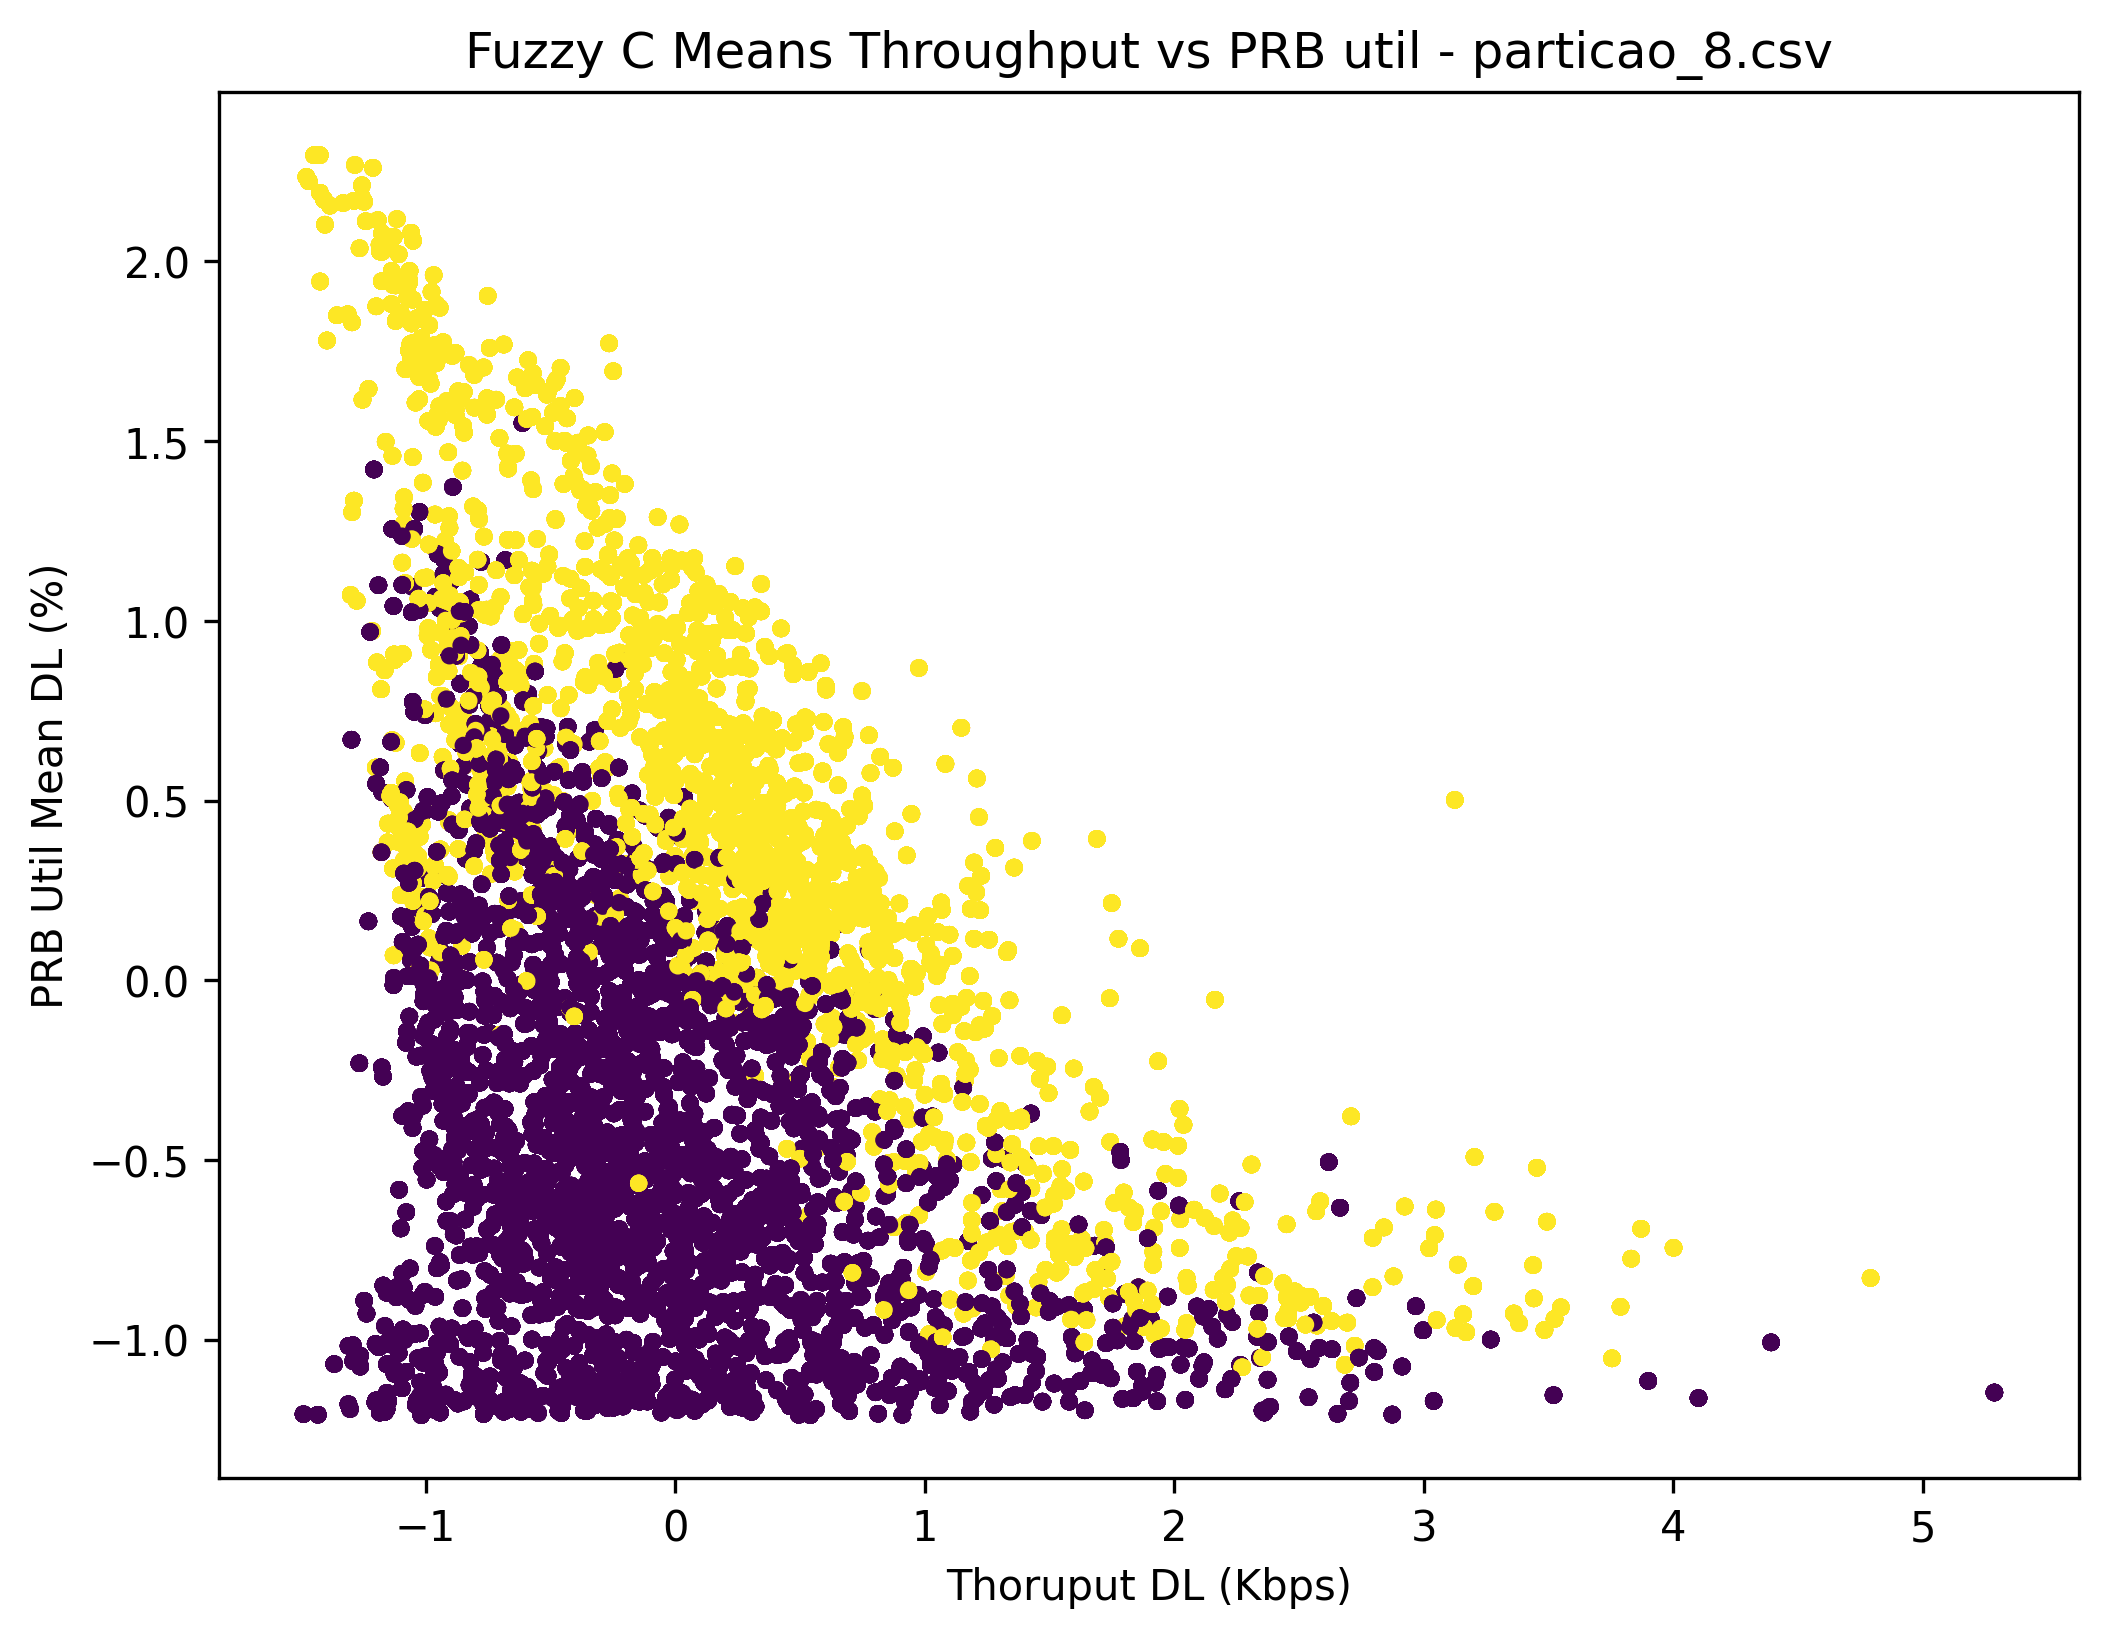 Fuzzy C Means Throughput vs PRB util - particao_8.csv
PRB Util Mean DL (%)
2.0
1.5
1.0
0.5
0.0
−0.5
−1.0
−1 0 1 2 3 4 5
Thoruput DL (Kbps)